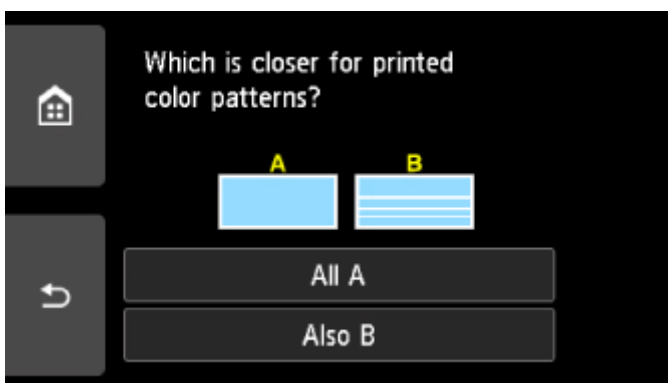 Which is closer for printed
color patterns?
A B
All A
Also B